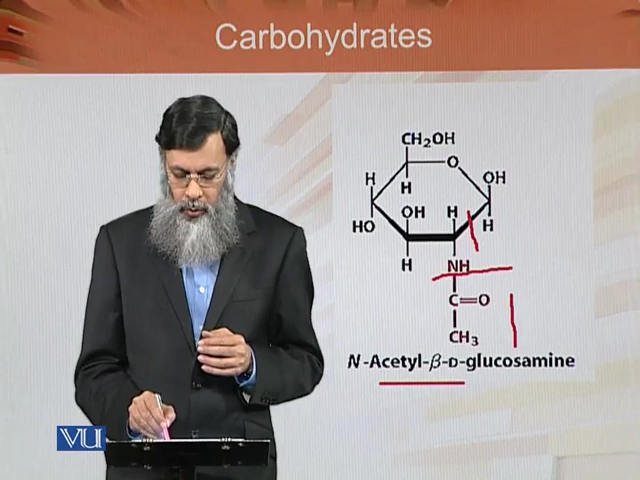 Carbohydrates
CH₂OH
O
H
OH
H
OH
H
HO
H
H
NH
C=O
CH₃
N-Acetyl-β-D-glucosamine
VU